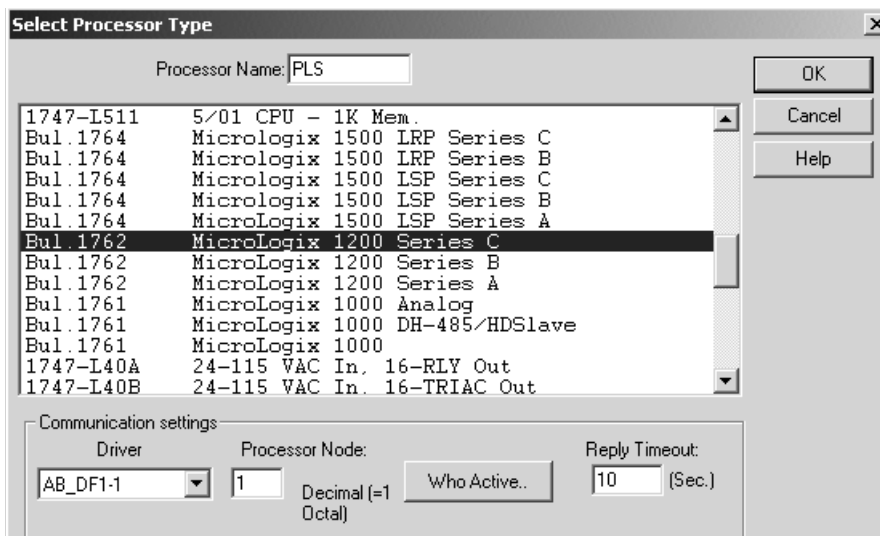 Select Processor Type
Processor Name: PLS
OK
Cancel
Help
1747-L511 5/01 CPU - 1K Mem.
Bul.1764 Micrologix 1500 LRP Series C
Bul.1764 Micrologix 1500 LRP Series B
Bul.1764 Micrologix 1500 LSP Series C
Bul.1764 Micrologix 1500 LSP Series B
Bul.1764 MicroLogix 1500 LSP Series A
Bul.1762 MicroLogix 1200 Series C
Bul.1762 MicroLogix 1200 Series B
Bul.1762 MicroLogix 1200 Series A
Bul.1761 MicroLogix 1000 Analog
Bul.1761 MicroLogix 1000 DH-485/HDSlave
Bul.1761 MicroLogix 1000
1747-L40A 24-115 VAC In, 16-RLY Out
1747-L40B 24-115 VAC In, 16-TRIAC Out
Communication settings
Driver Processor Node: Reply Timeout:
AB_DF1-1 1 Who Active.. 10 (Sec.)
Decimal (=1
Octal)